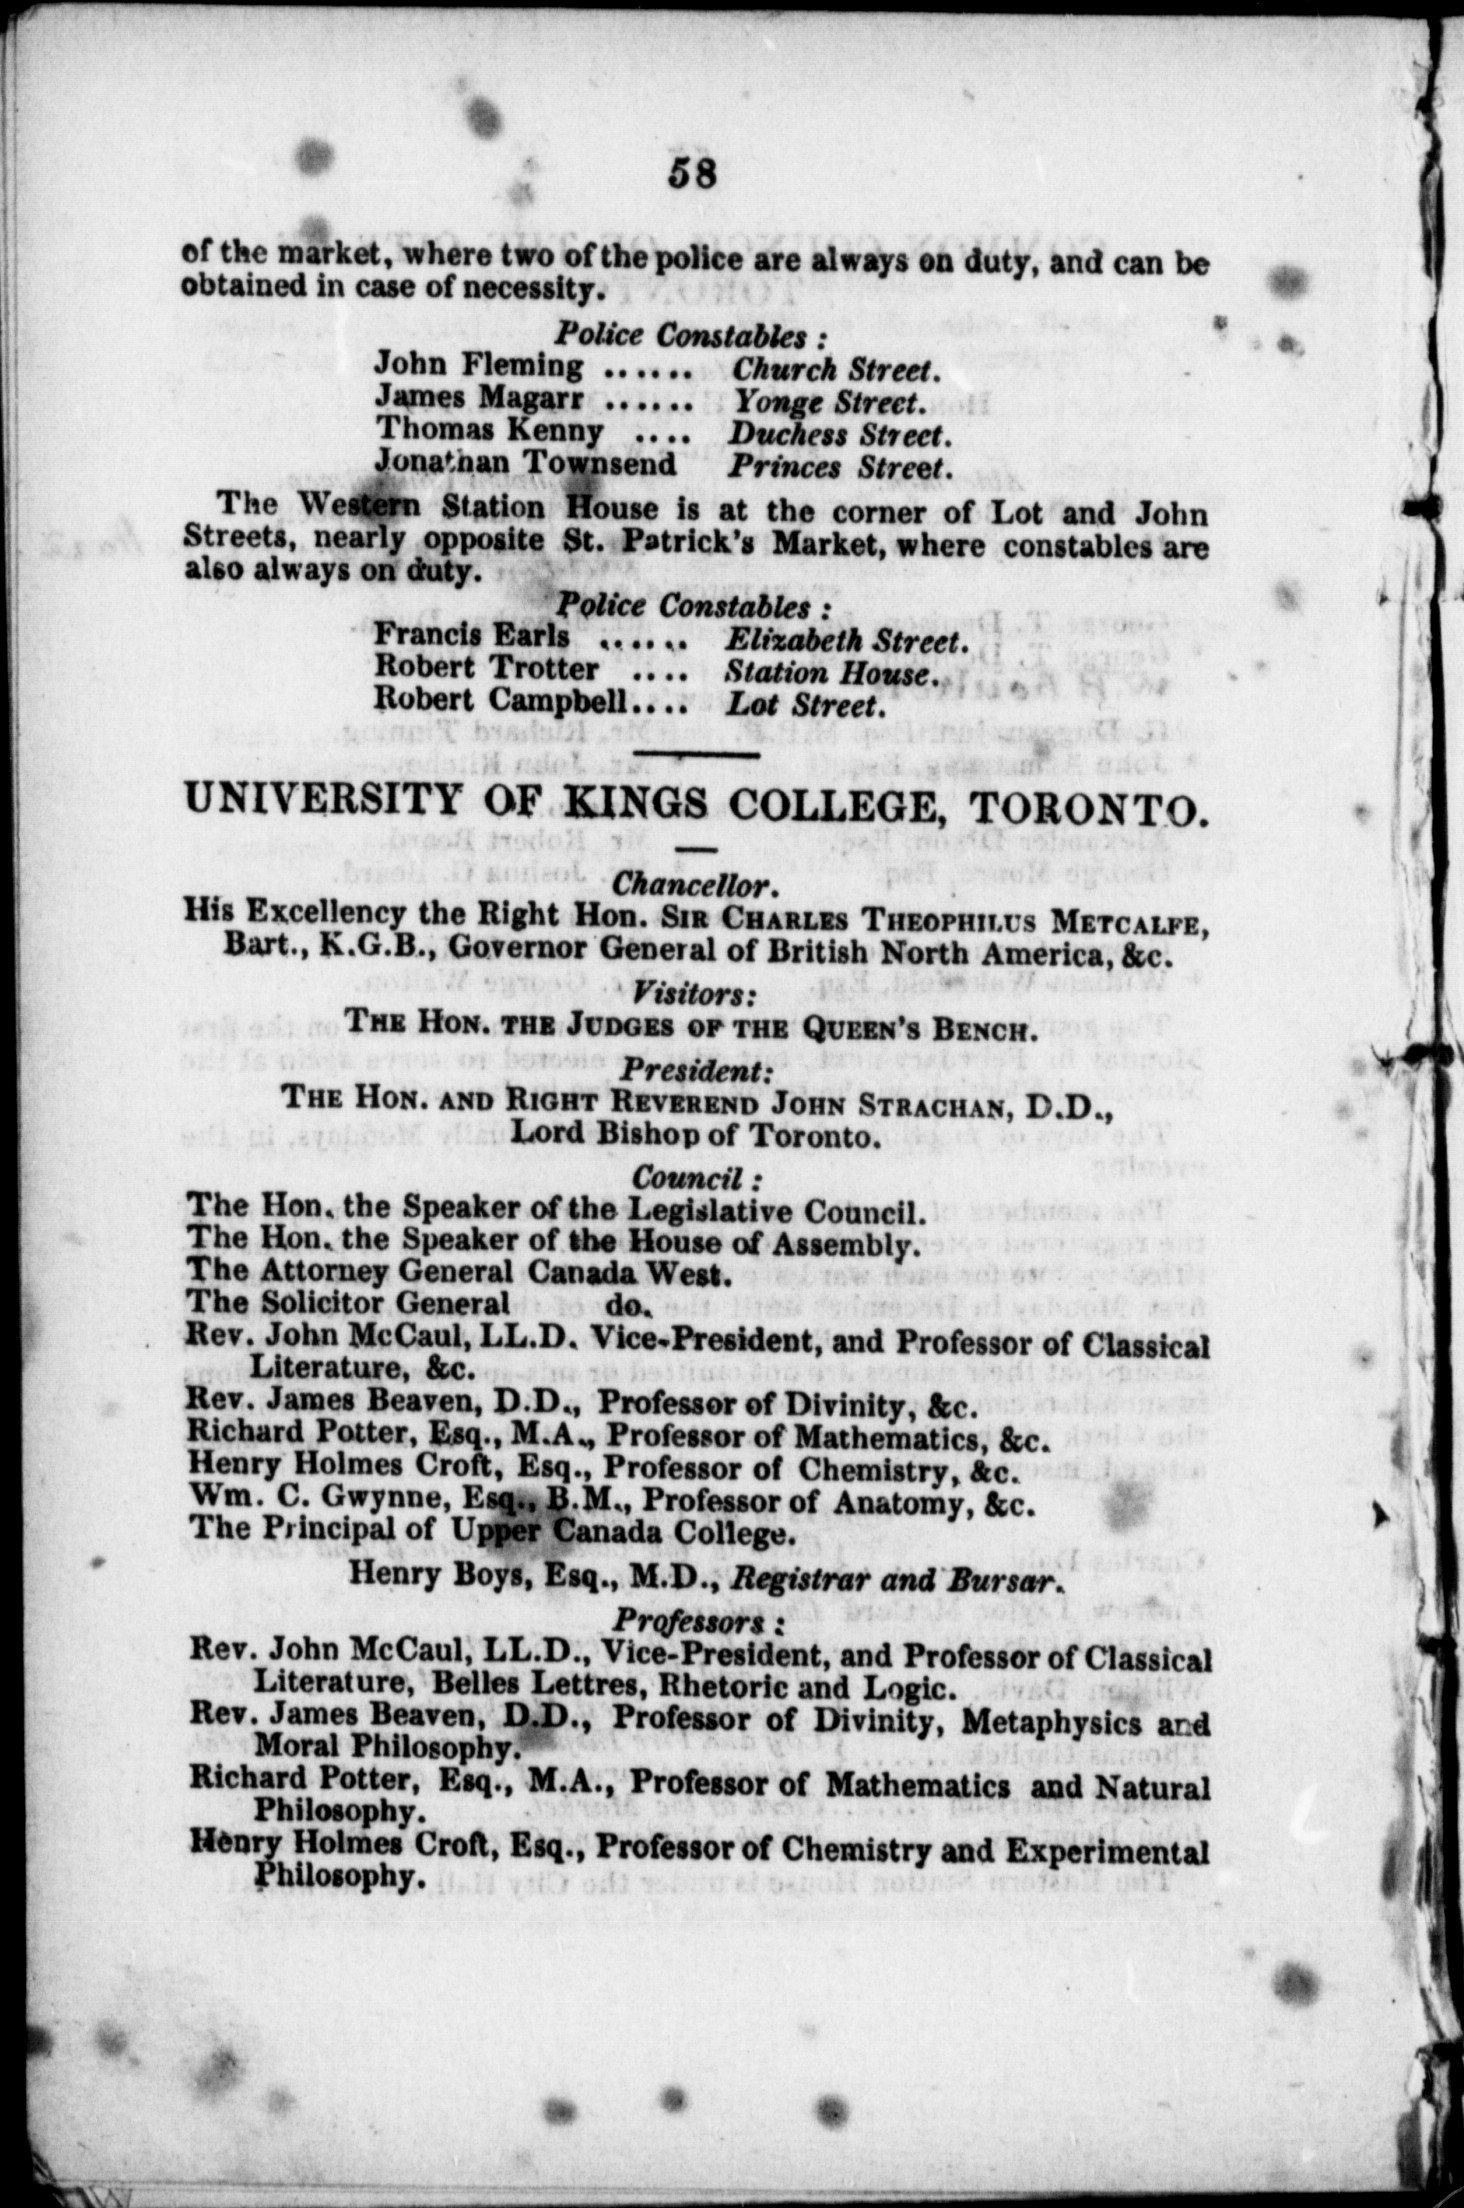 58
of the market, where two of the police are always on duty, and can be
obtained in case of necessity.
Police Constables :
John Fleming ...... Church Street.
James Magarr ...... Yonge Street.
Thomas Kenny .... Duchess Street.
Jonathan Townsend Princes Street.
The Western Station House is at the corner of Lot and John
Streets, nearly opposite St. Patrick's Market, where constables are
also always on duty.
Police Constables :
Francis Earls ...... Elizabeth Street.
Robert Trotter .... Station House.
Robert Campbell.... Lot Street.
UNIVERSITY OF KINGS COLLEGE, TORONTO.
Chancellor.
His Excellency the Right Hon. SIR CHARLES THEOPHILUS METCALFE,
Bart., K.G.B., Governor General of British North America, &c.
Visitors:
THE HON. THE JUDGES OF THE QUEEN'S BENCH.
President:
THE HON. AND RIGHT REVEREND JOHN STRACHAN, D.D.,
Lord Bishop of Toronto.
Council :
The Hon. the Speaker of the Legislative Council.
The Hon. the Speaker of the House of Assembly.
The Attorney General Canada West.
The Solicitor General do.
Rev. John McCaul, LL.D. Vice-President, and Professor of Classical
Literature, &c.
Rev. James Beaven, D.D., Professor of Divinity, &c.
Richard Potter, Esq., M.A., Professor of Mathematics, &c.
Henry Holmes Croft, Esq., Professor of Chemistry, &c.
Wm. C. Gwynne, Esq., B.M., Professor of Anatomy, &c.
The Principal of Upper Canada College.
Henry Boys, Esq., M.D., Registrar and Bursar.
Professors :
Rev. John McCaul, LL.D., Vice-President, and Professor of Classical
Literature, Belles Lettres, Rhetoric and Logic.
Rev. James Beaven, D.D., Professor of Divinity, Metaphysics and
Moral Philosophy.
Richard Potter, Esq., M.A., Professor of Mathematics and Natural
Philosophy.
Henry Holmes Croft, Esq., Professor of Chemistry and Experimental
Philosophy.